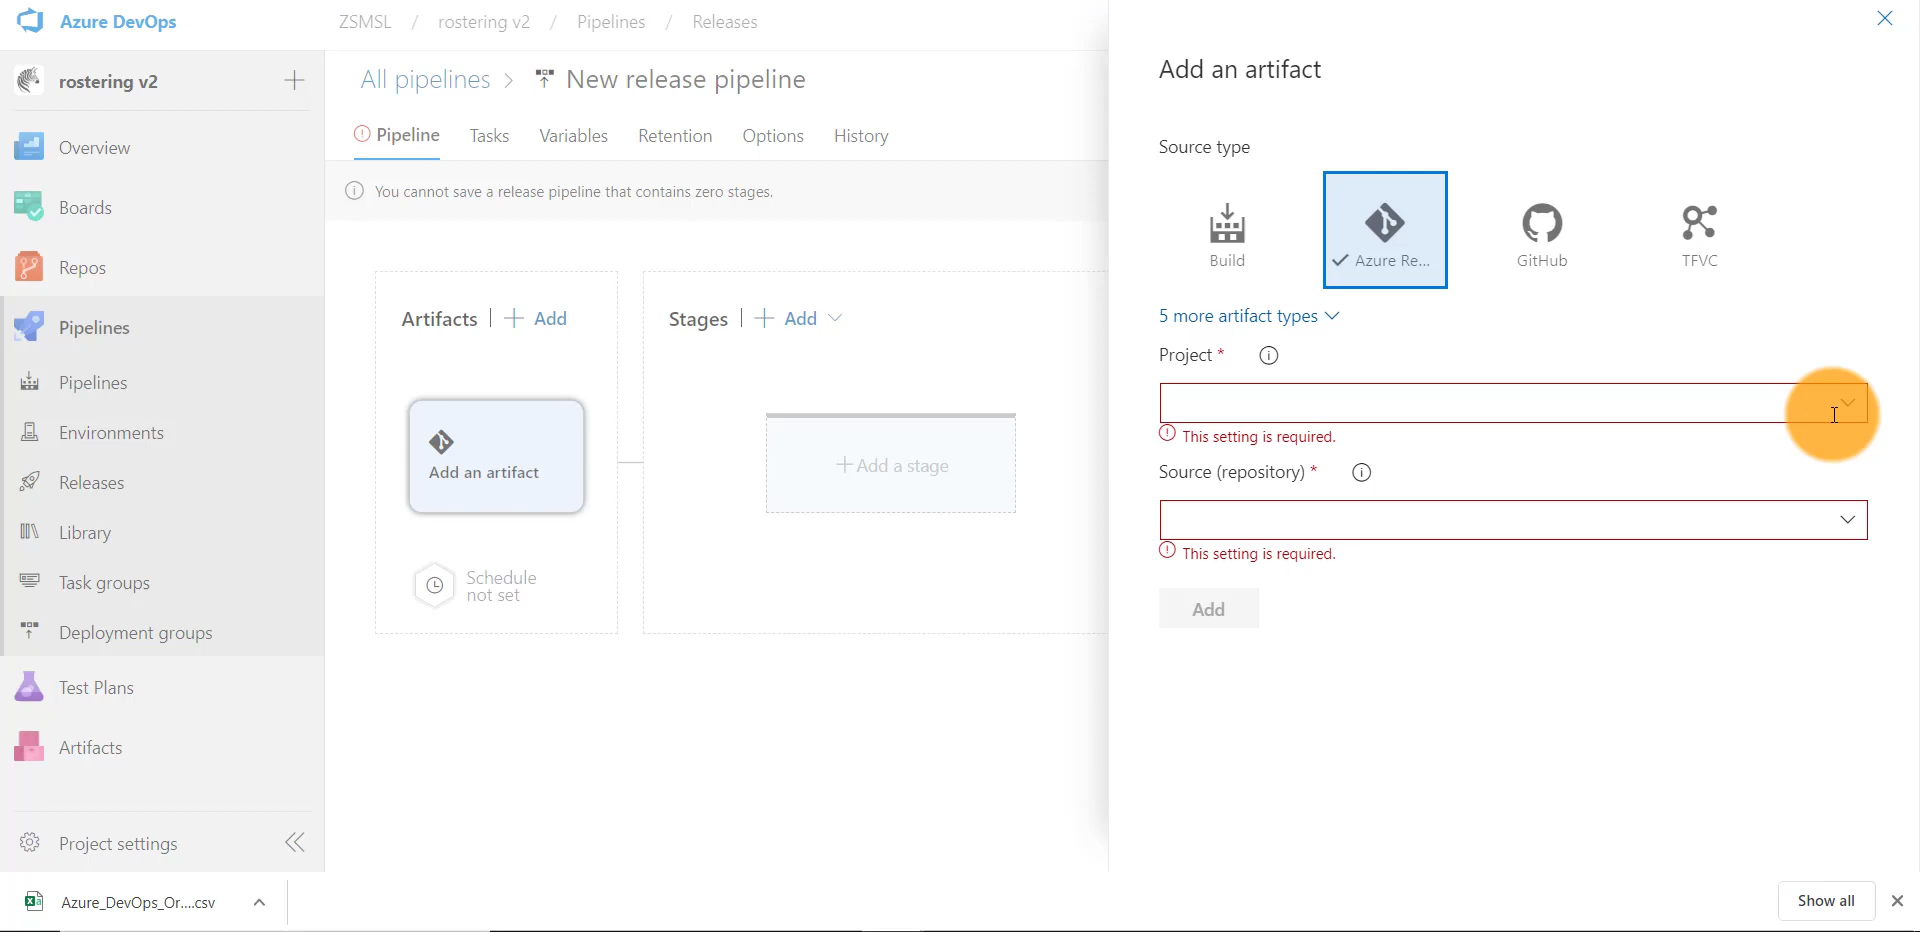 Azure DevOps
ZSMSL / rostering v2 / Pipelines / Releases
rostering v2
Overview
Boards
Repos
Pipelines
Pipelines
Environments
Releases
Library
Task groups
Deployment groups
Test Plans
Artifacts
Project settings
All pipelines > New release pipeline
Pipeline Tasks Variables Retention Options History
You cannot save a release pipeline that contains zero stages.
Artifacts | + Add
Add an artifact
Schedule
not set
Stages | + Add
+ Add a stage
Add an artifact
Source type
Build
Azure Re...
GitHub
TFVC
5 more artifact types
Project *
This setting is required.
Source (repository) *
This setting is required.
Add
Azure_DevOps_Or....csv
Show all